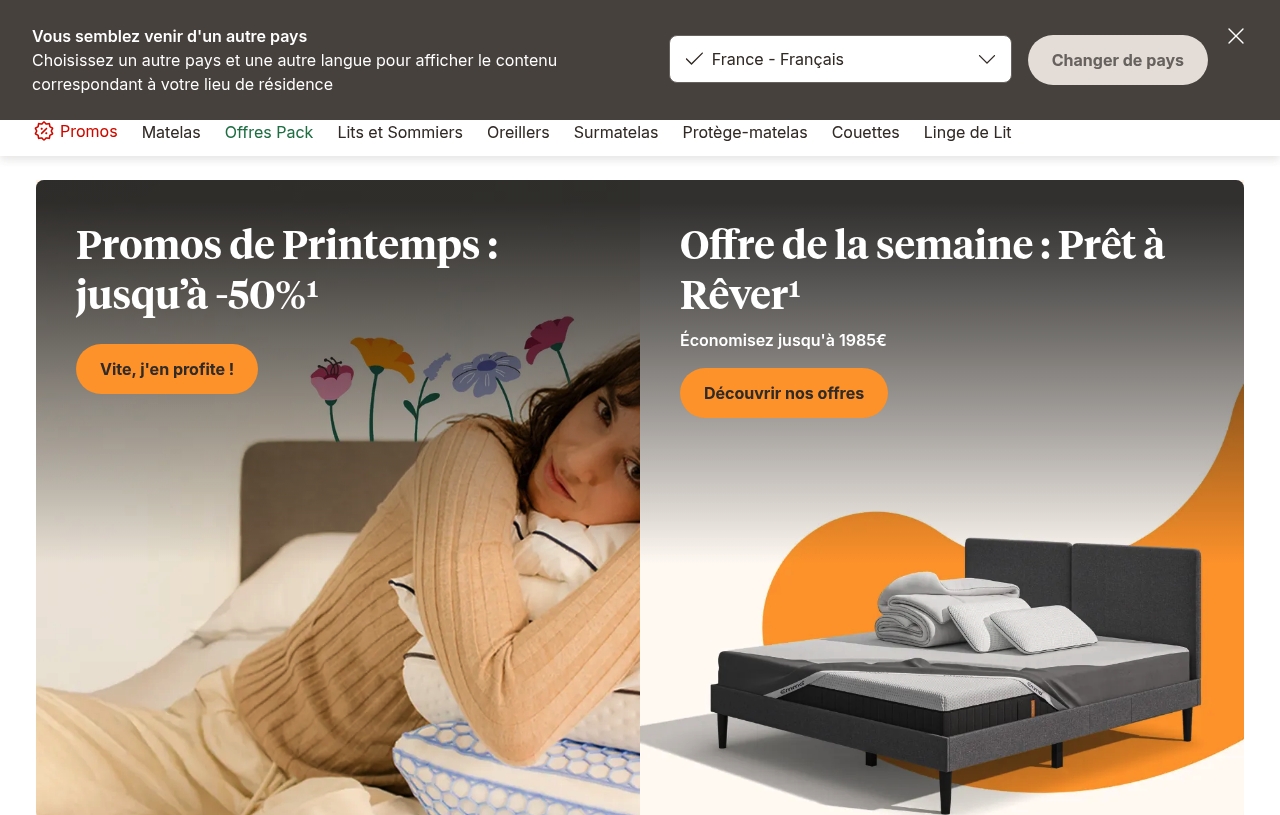 Vous semblez venir d'un autre pays
Choisissez un autre pays et une autre langue pour afficher le contenu
correspondant à votre lieu de résidence
France - Français
Changer de pays
Promos
Matelas
Offres Pack
Lits et Sommiers
Oreillers
Surmatelas
Protège-matelas
Couettes
Linge de Lit
Promos de Printemps :
jusqu’à -50%¹
Vite, j'en profite !
Offre de la semaine : Prêt à
Rêver¹
Économisez jusqu'à 1985€
Découvrir nos offres